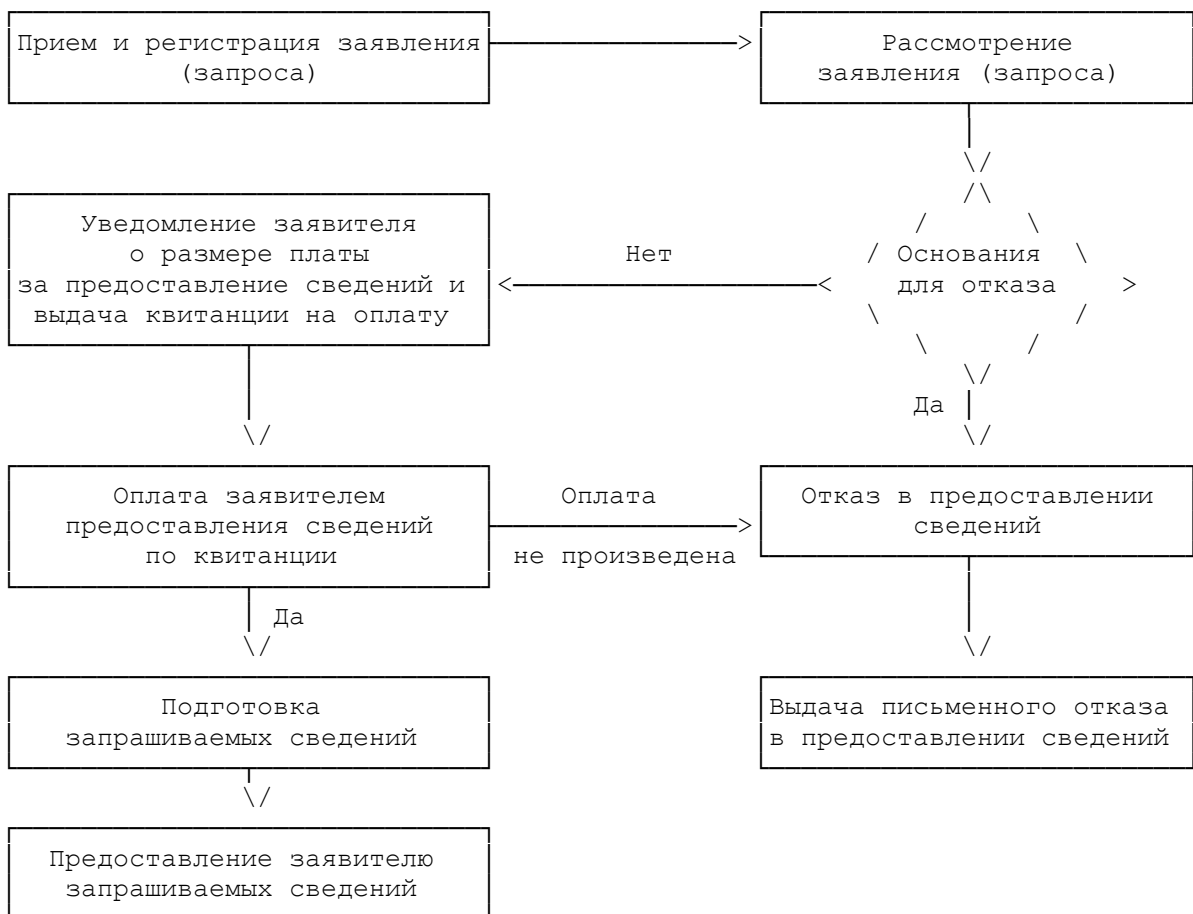 Прием и регистрация заявления
(запроса)
Рассмотрение
заявления (запроса)
Уведомление заявителя
о размере платы
за предоставление сведений и
выдача квитанции на оплату
Нет
Основания
для отказа
Да
Оплата заявителем
предоставления сведений
по квитанции
Оплата
не произведена
Отказ в предоставлении
сведений
Да
Подготовка
запрашиваемых сведений
Выдача письменного отказа
в предоставлении сведений
Предоставление заявителю
запрашиваемых сведений